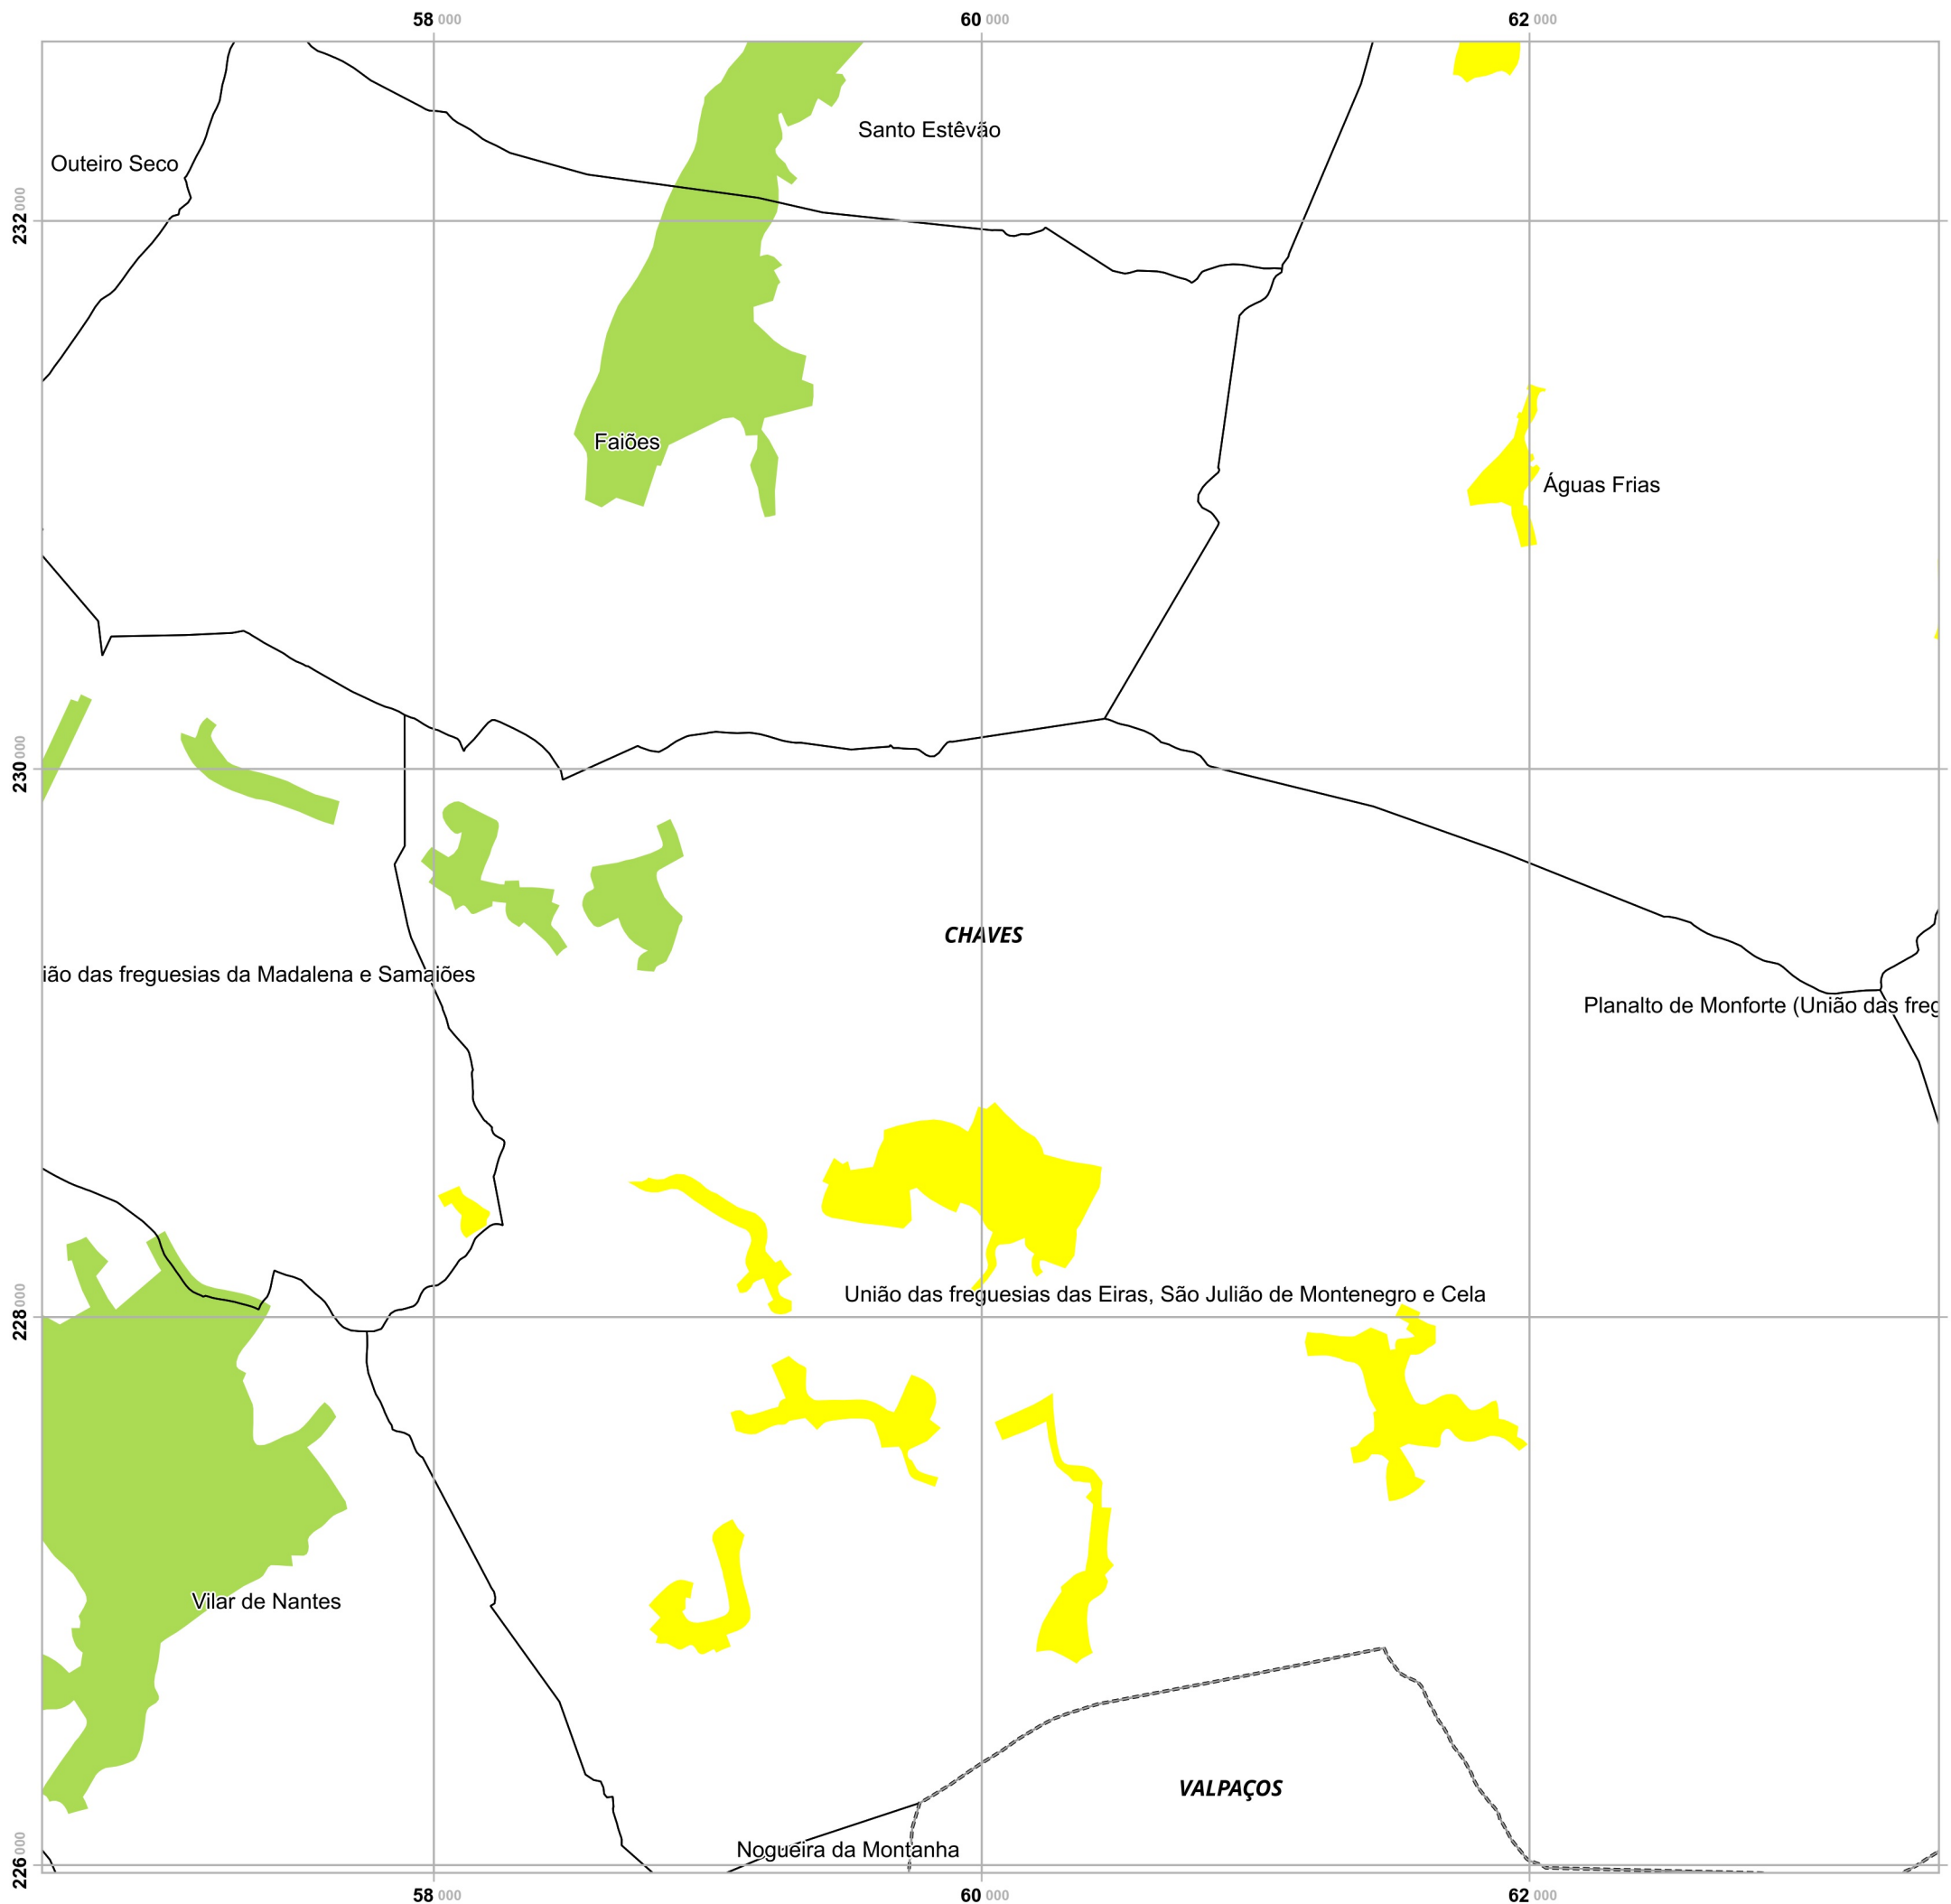 58 000
60 000
62 000
Santo Estêvão
Outeiro Seco
232 000
Faiões
Águas Frias
230 000
CHAVES
ião das freguesias da Madalena e Samaiões
Planalto de Monforte (União das freg
União das freguesias das Eiras, São Julião de Montenegro e Cela
228 000
Vilar de Nantes
VALPAÇOS
Nogueira da Montanha
226 000
58 000
60 000
62 000